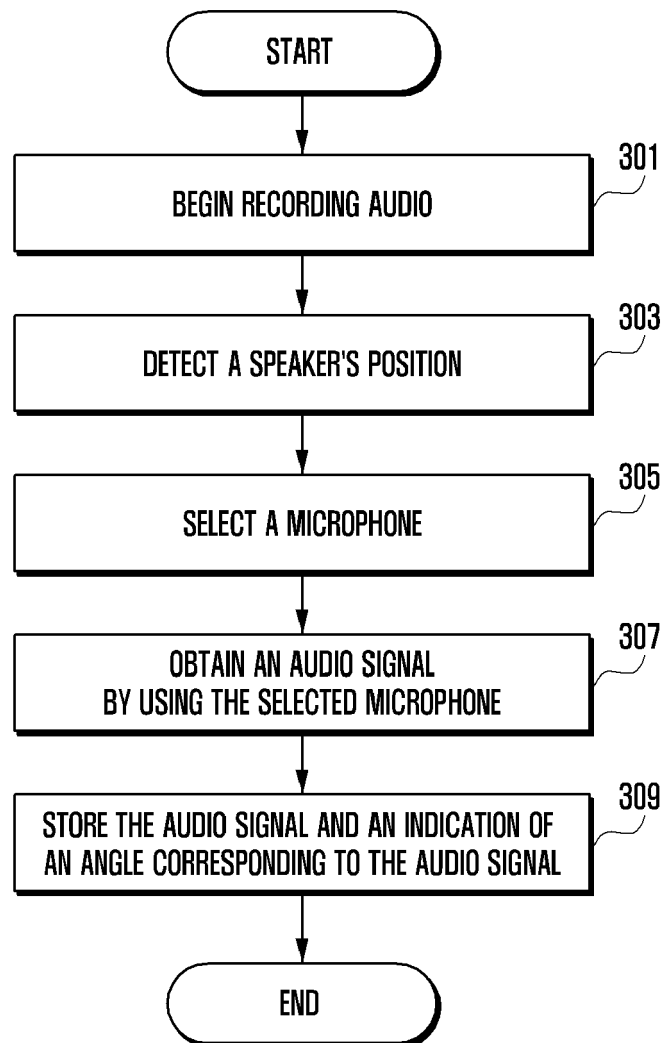 START
301
BEGIN RECORDING AUDIO
303
DETECT A SPEAKER'S POSITION
305
SELECT A MICROPHONE
307
OBTAIN AN AUDIO SIGNAL
BY USING THE SELECTED MICROPHONE
309
STORE THE AUDIO SIGNAL AND AN INDICATION OF
AN ANGLE CORRESPONDING TO THE AUDIO SIGNAL
END